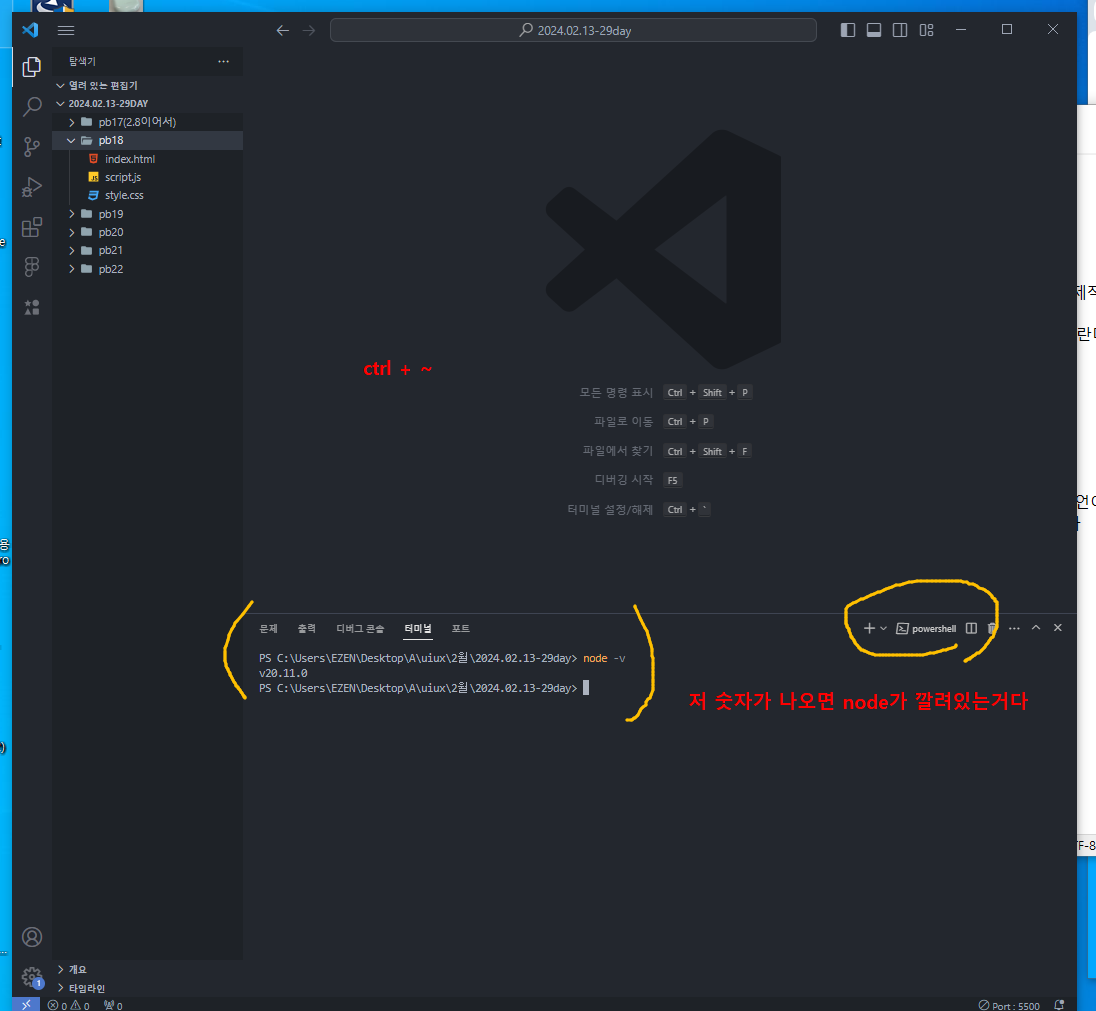 2024.02.13-29day
탐색기
열려 있는 편집기
2024.02.13-29DAY
pb17(2.8이어서)
pb18
index.html
script.js
style.css
pb19
pb20
pb21
pb22
ctrl + ~
모든 명령 표시 Ctrl + Shift + P
파일로 이동 Ctrl + P
파일에서 찾기 Ctrl + Shift + F
디버깅 시작 F5
터미널 설정/해제 Ctrl + `
문제 출력 디버그 콘솔 터미널 포트 powershell
PS C:\Users\EZEN\Desktop\A\uiux\2월\2024.02.13-29day> node -v
v20.11.0
PS C:\Users\EZEN\Desktop\A\uiux\2월\2024.02.13-29day>
저 숫자가 나오면 node가 깔려있는거다
개요
타임라인
1
0 0 0 Port : 5500